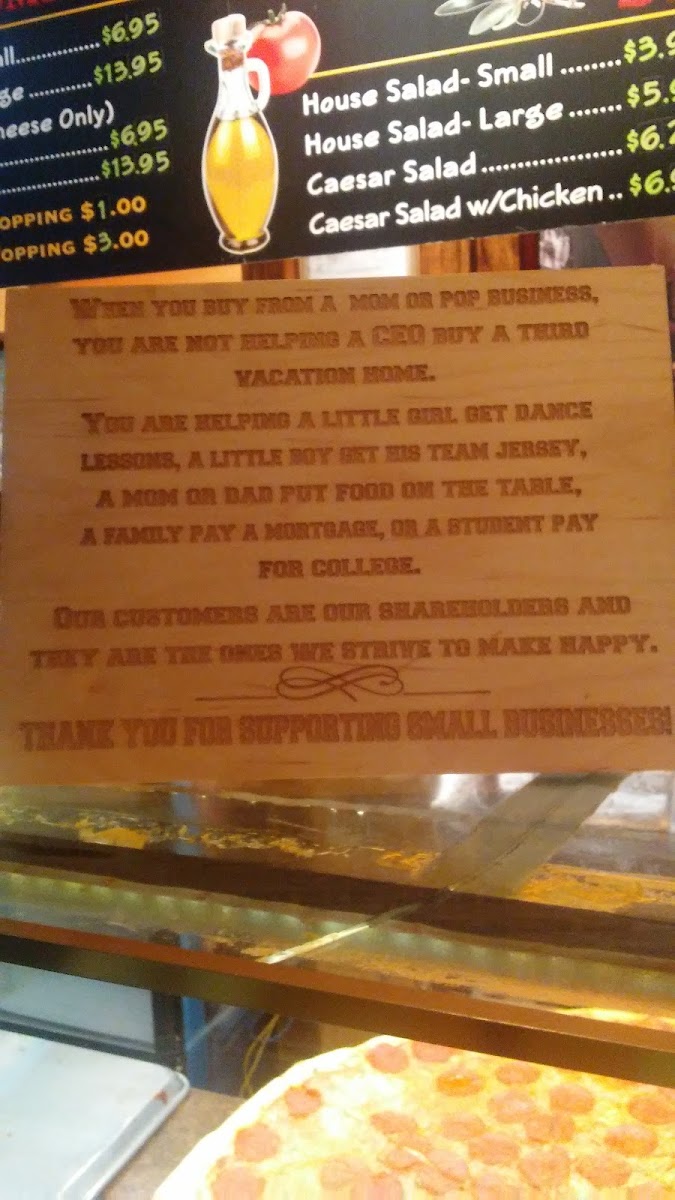 $6.95
$13.95
heese Only)
$6.95
$13.95
OPPING $1.00
OPPING $3.00
House Salad- Small ........ $3.9
House Salad- Large ....... $5.
Caesar Salad .................. $6.
Caesar Salad w/Chicken .. $6.
WHEN YOU BUY FROM A MOM OR POP BUSINESS,
YOU ARE NOT HELPING A CEO BUY A THIRD
VACATION HOME.
YOU ARE HELPING A LITTLE GIRL GET DANCE
LESSONS, A LITTLE BOY GET HIS TEAM JERSEY,
A MOM OR DAD PUT FOOD ON THE TABLE,
A FAMILY PAY A MORTGAGE, OR A STUDENT PAY
FOR COLLEGE.
OUR CUSTOMERS ARE OUR SHAREHOLDERS AND
THEY ARE THE ONES WE STRIVE TO MAKE HAPPY.
THANK YOU FOR SUPPORTING SMALL BUSINESSES!